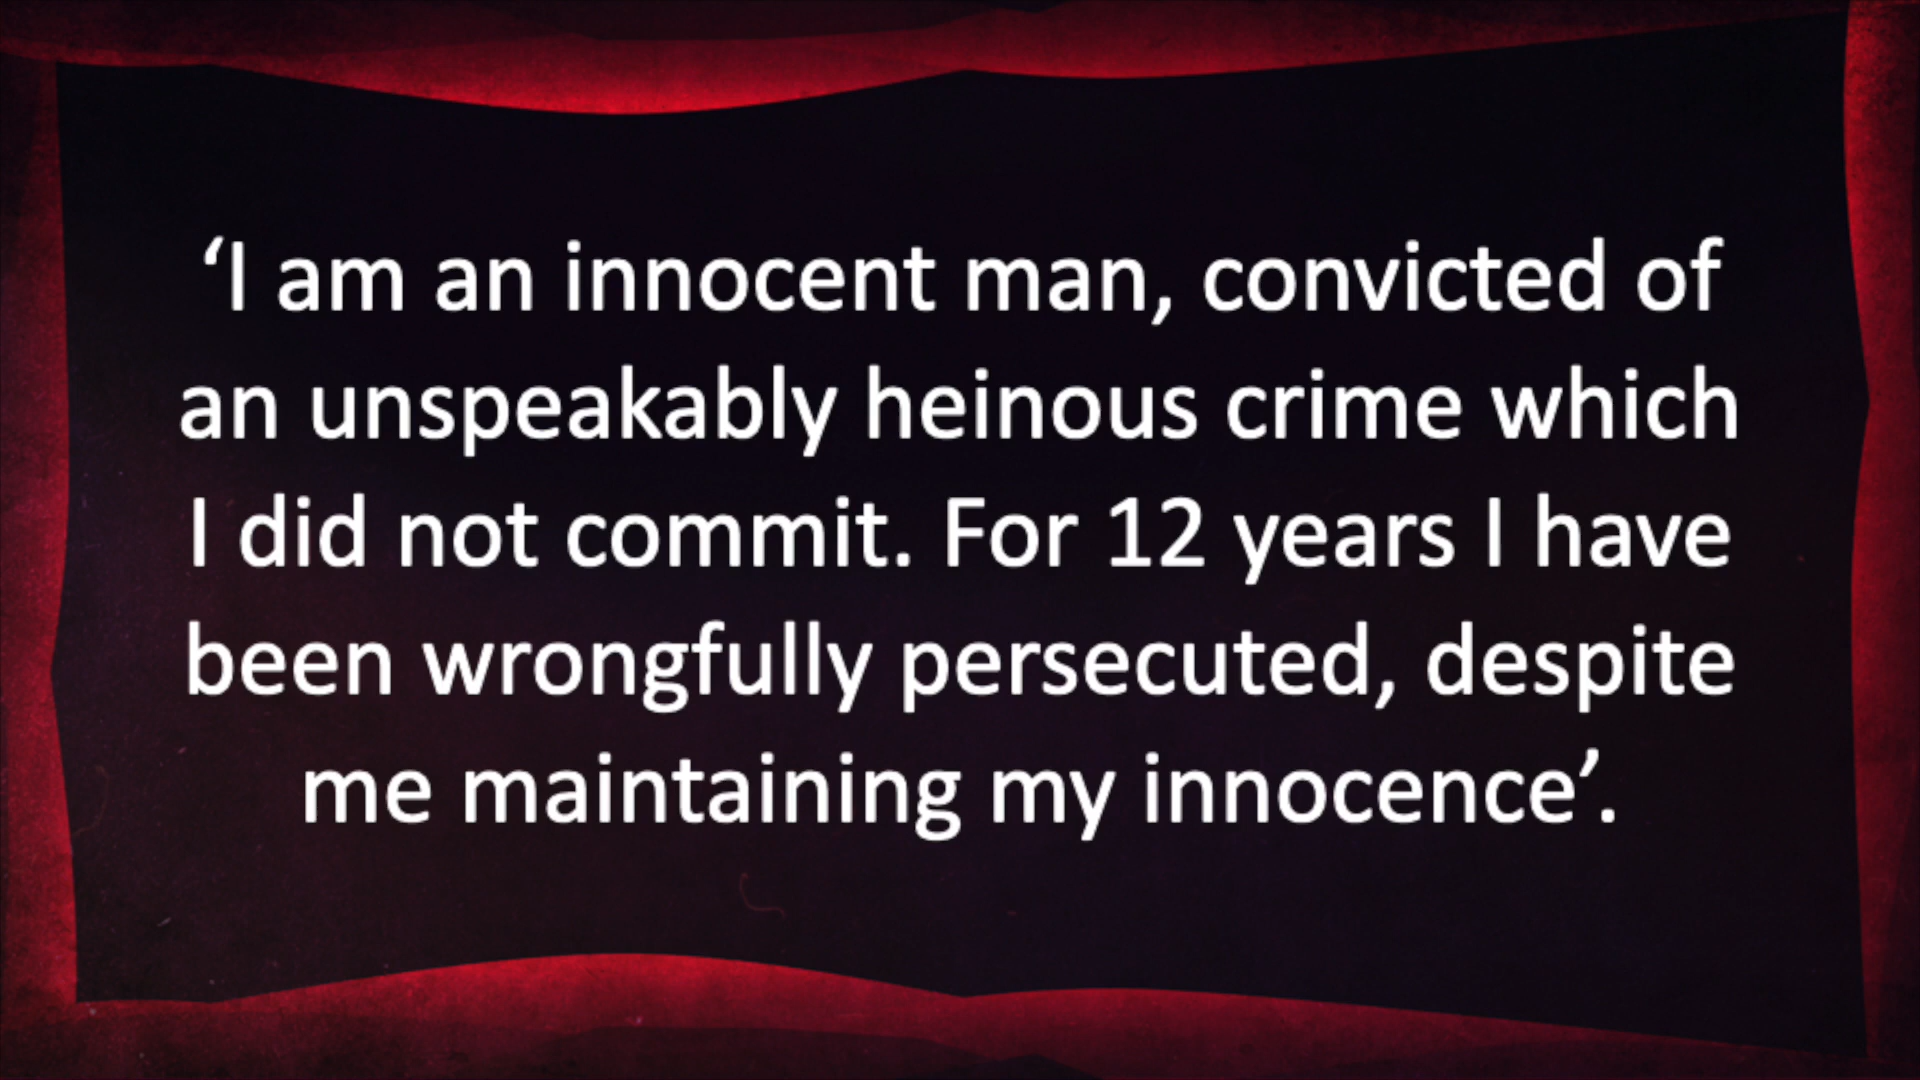 ‘I am an innocent man, convicted of
an unspeakably heinous crime which
I did not commit. For 12 years I have
been wrongfully persecuted, despite
me maintaining my innocence’.